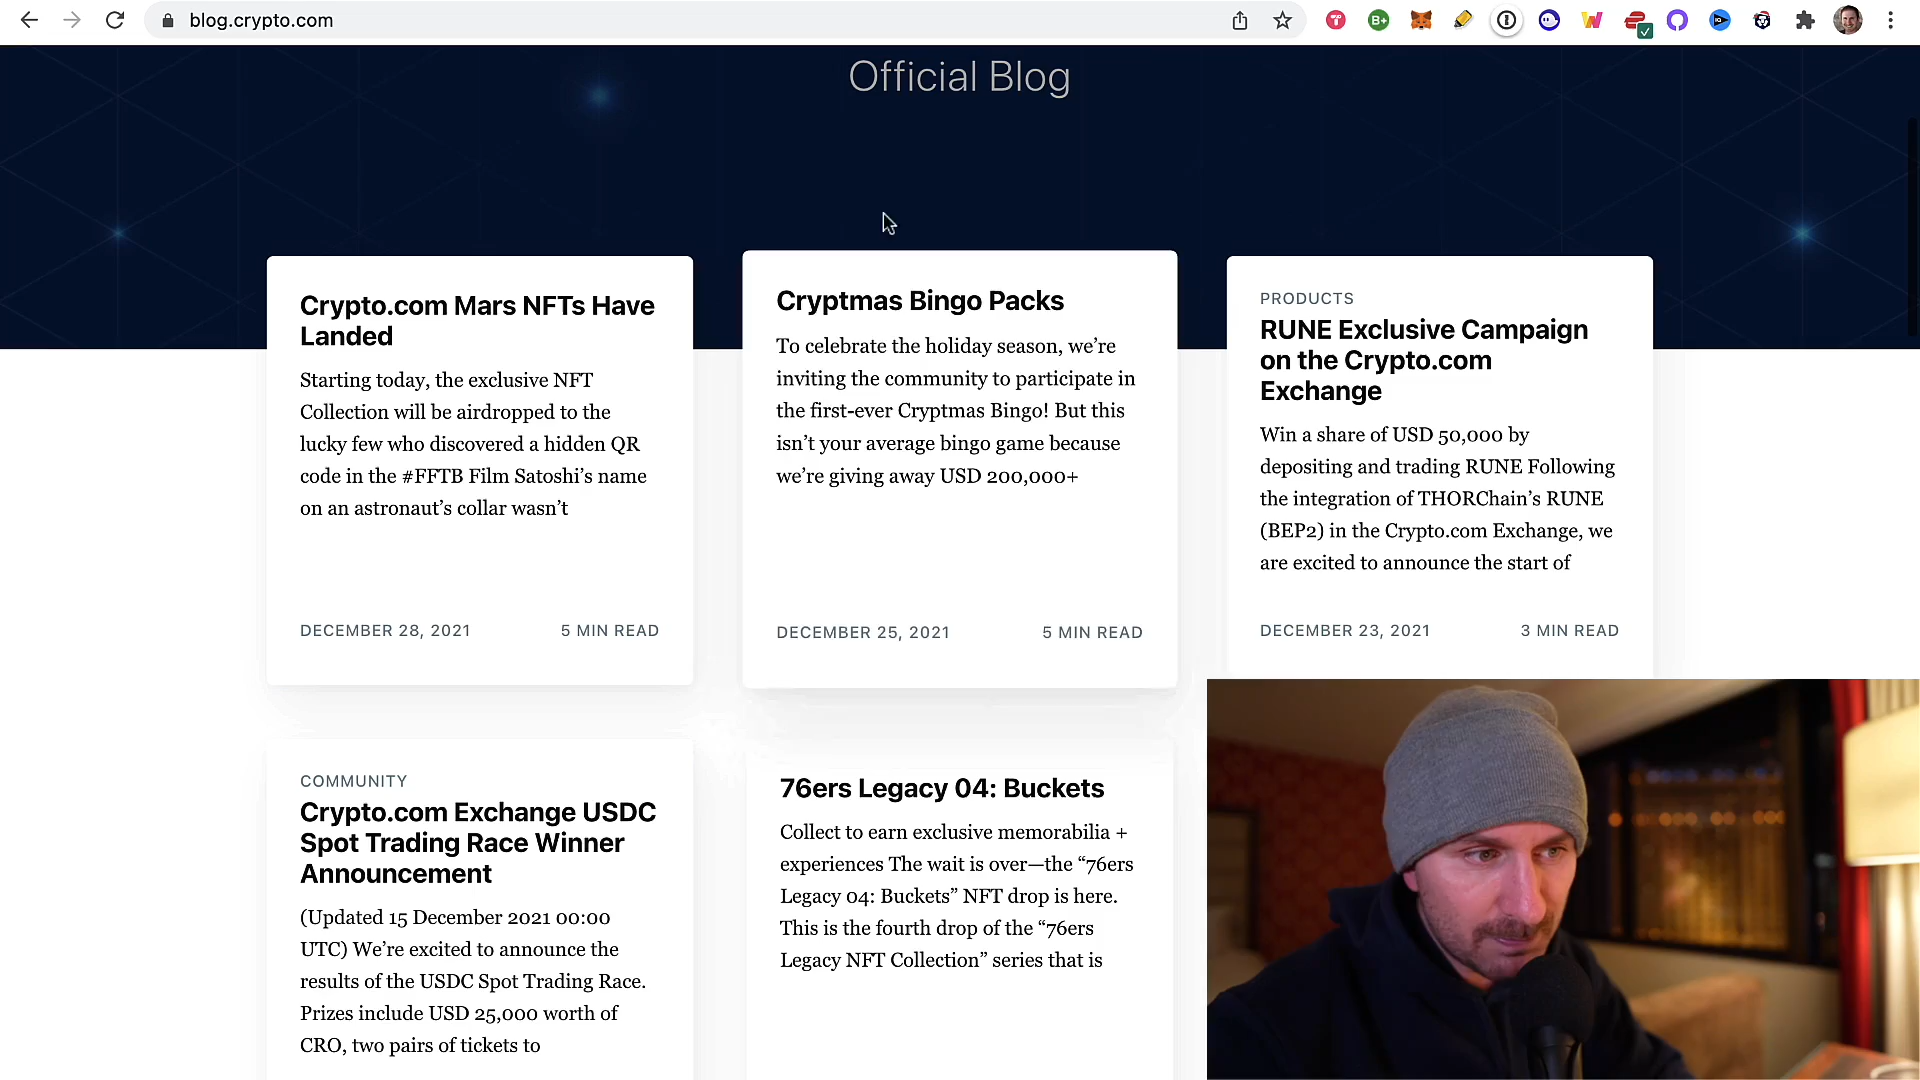 blog.crypto.com
Official Blog
Crypto.com Mars NFTs Have
Landed
Starting today, the exclusive NFT
Collection will be airdropped to the
lucky few who discovered a hidden QR
code in the #FFTB Film Satoshi’s name
on an astronaut’s collar wasn’t
DECEMBER 28, 2021
5 MIN READ
Cryptmas Bingo Packs
To celebrate the holiday season, we’re
inviting the community to participate in
the first-ever Cryptmas Bingo! But this
isn’t your average bingo game because
we’re giving away USD 200,000+
DECEMBER 25, 2021
5 MIN READ
PRODUCTS
RUNE Exclusive Campaign
on the Crypto.com
Exchange
Win a share of USD 50,000 by
depositing and trading RUNE Following
the integration of THORChain’s RUNE
(BEP2) in the Crypto.com Exchange, we
are excited to announce the start of
DECEMBER 23, 2021
3 MIN READ
COMMUNITY
Crypto.com Exchange USDC
Spot Trading Race Winner
Announcement
(Updated 15 December 2021 00:00
UTC) We’re excited to announce the
results of the USDC Spot Trading Race.
Prizes include USD 25,000 worth of
CRO, two pairs of tickets to
76ers Legacy 04: Buckets
Collect to earn exclusive memorabilia +
experiences The wait is over—the “76ers
Legacy 04: Buckets” NFT drop is here.
This is the fourth drop of the “76ers
Legacy NFT Collection” series that is